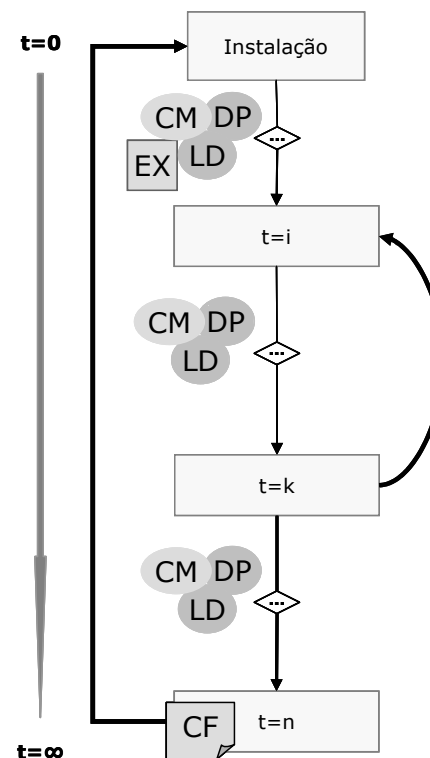 t=0
Instalação
CM DP
...
EX LD
t=i
CM DP
...
LD
t=k
CM DP
...
LD
CF
t=n
t=∞